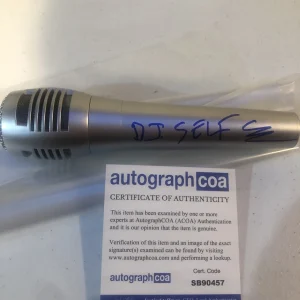 DJ SELF
autograph coa
CERTIFICATE OF AUTHENTICITY
This item has been examined by one or more
experts at AutographCOA (ACOA) Authentication
and it is our opinion that the item is genuine.
Verification of this item and an image of the exact
signature(s) examined can be found by visiting
www.autographcoa.com and performing a lookup.
autograph coa
Cert. Code
SB90457